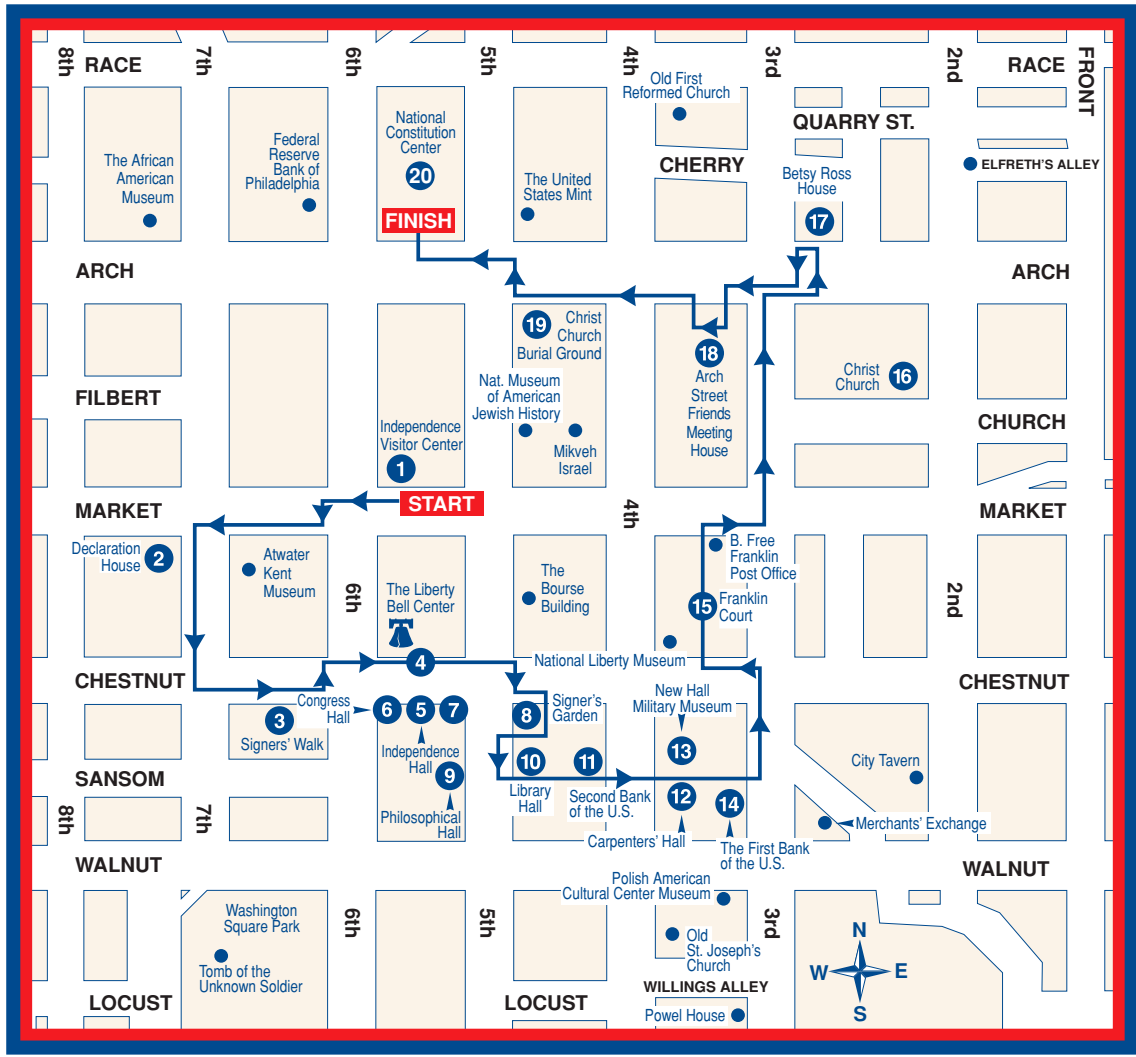 8th
7th
6th
5th
4th
3rd
2nd
FRONT
RACE
RACE
Old First
Reformed Church
QUARRY ST.
National
Constitution
Center
20
FINISH
Federal
Reserve
Bank of
Philadelphia
The African
American
Museum
The United
States Mint
CHERRY
Betsy Ross
House
17
ELFRETH'S ALLEY
ARCH
ARCH
19
Christ
Church
Burial Ground
18
Arch
Street
Friends
Meeting
House
Christ
Church
16
FILBERT
Nat. Museum
of American
Jewish History
Mikveh
Israel
CHURCH
Independence
Visitor Center
1
START
MARKET
4th
MARKET
Declaration
House
2
Atwater
Kent
Museum
6th
The Liberty
Bell Center
4
The
Bourse
Building
B. Free
Franklin
Post Office
15
Franklin
Court
2nd
National Liberty Museum
CHESTNUT
CHESTNUT
3
Signers' Walk
Congress
Hall
6
5
7
Independence
Hall
9
Philosophical
Hall
8
Signer's
Garden
New Hall
Military Museum
13
10
Library
Hall
11
Second Bank
of the U.S.
12
Carpenters' Hall
14
The First Bank
of the U.S.
City Tavern
Merchants' Exchange
SANSOM
8th
7th
WALNUT
WALNUT
Polish American
Cultural Center Museum
Washington
Square Park
Tomb of the
Unknown Soldier
6th
5th
3rd
Old
St. Joseph's
Church
N
W
E
S
LOCUST
LOCUST
WILLINGS ALLEY
Powel House